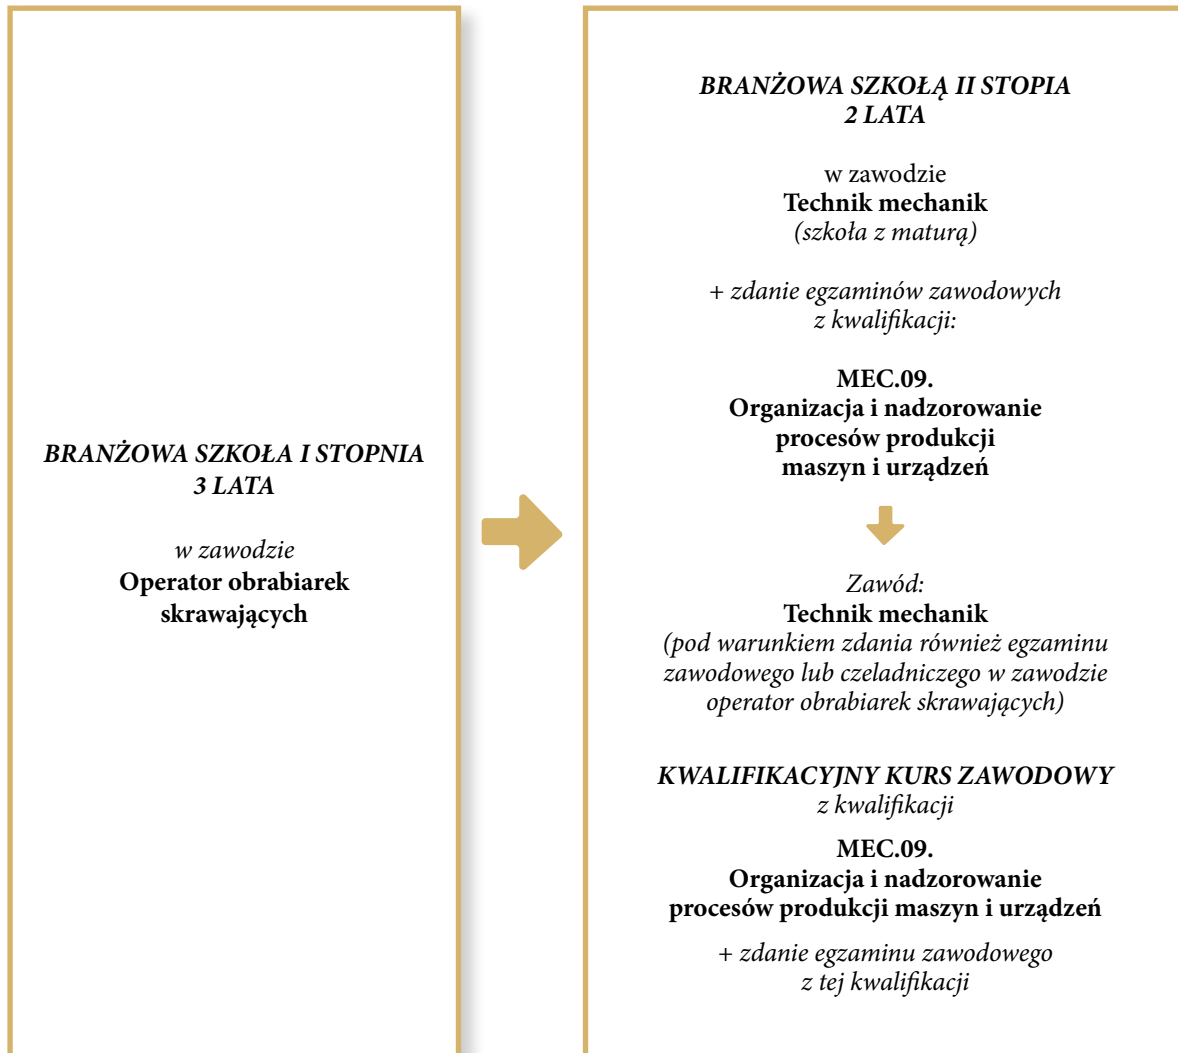 BRANŻOWA SZKOŁA I STOPNIA
3 LATA
w zawodzie
Operator obrabiarek
skrawających
BRANŻOWA SZKOŁĄ II STOPIA
2 LATA
w zawodzie
Technik mechanik
(szkoła z maturą)
+ zdanie egzaminów zawodowych
z kwalifikacji:
MEC.09.
Organizacja i nadzorowanie
procesów produkcji
maszyn i urządzeń
Zawód:
Technik mechanik
(pod warunkiem zdania również egzaminu
zawodowego lub czeladniczego w zawodzie
operator obrabiarek skrawających)
KWALIFIKACYJNY KURS ZAWODOWY
z kwalifikacji
MEC.09.
Organizacja i nadzorowanie
procesów produkcji maszyn i urządzeń
+ zdanie egzaminu zawodowego
z tej kwalifikacji